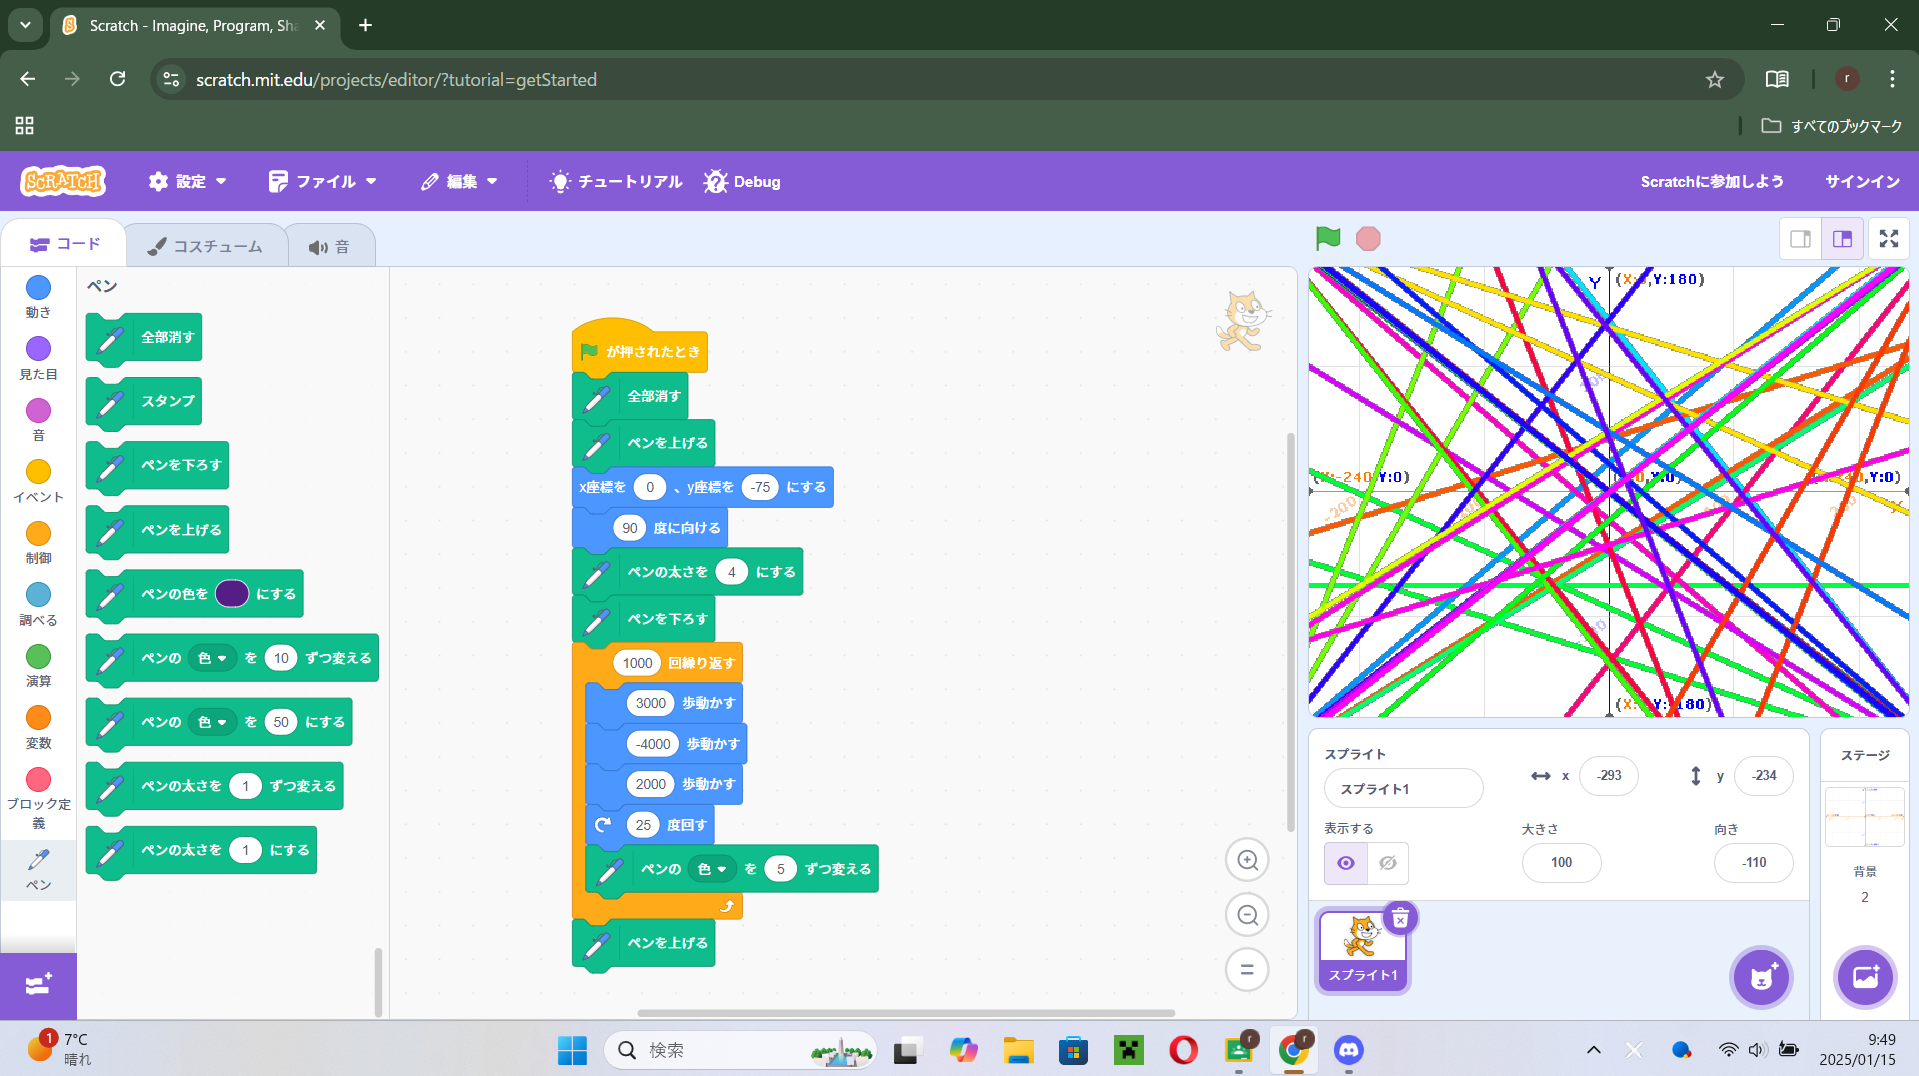 Scratch - Imagine, Program, Sha
scratch.mit.edu/projects/editor/?tutorial=getStarted
r
すべてのブックマーク
SCRATCH
設定
ファイル
編集
チュートリアル
Debug
Scratchに参加しよう
サインイン
コード
コスチューム
音
動き
見た目
音
イベント
制御
調べる
演算
変数
ブロック定
義
ペン
ペン
全部消す
スタンプ
ペンを下ろす
ペンを上げる
ペンの色を にする
ペンの 色 を 10 ずつ変える
ペンの 色 を 50 にする
ペンの太さを 1 ずつ変える
ペンの太さを 1 にする
が押されたとき
全部消す
ペンを上げる
x座標を 0 、y座標を -75 にする
90 度に向ける
ペンの太さを 4 にする
ペンを下ろす
1000 回繰り返す
3000 歩動かす
-4000 歩動かす
2000 歩動かす
25 度回す
ペンの 色 を 5 ずつ変える
ペンを上げる
Y
,Y:180)
-240 Y:0)
,Y:0)
,Y:0)
-200
スプライト
スプライト1
x
-293
y
-234
表示する
大きさ
100
向き
-110
スプライト1
ステージ
背景
2
1
7°C
晴れ
検索
r
r
9:49
2025/01/15